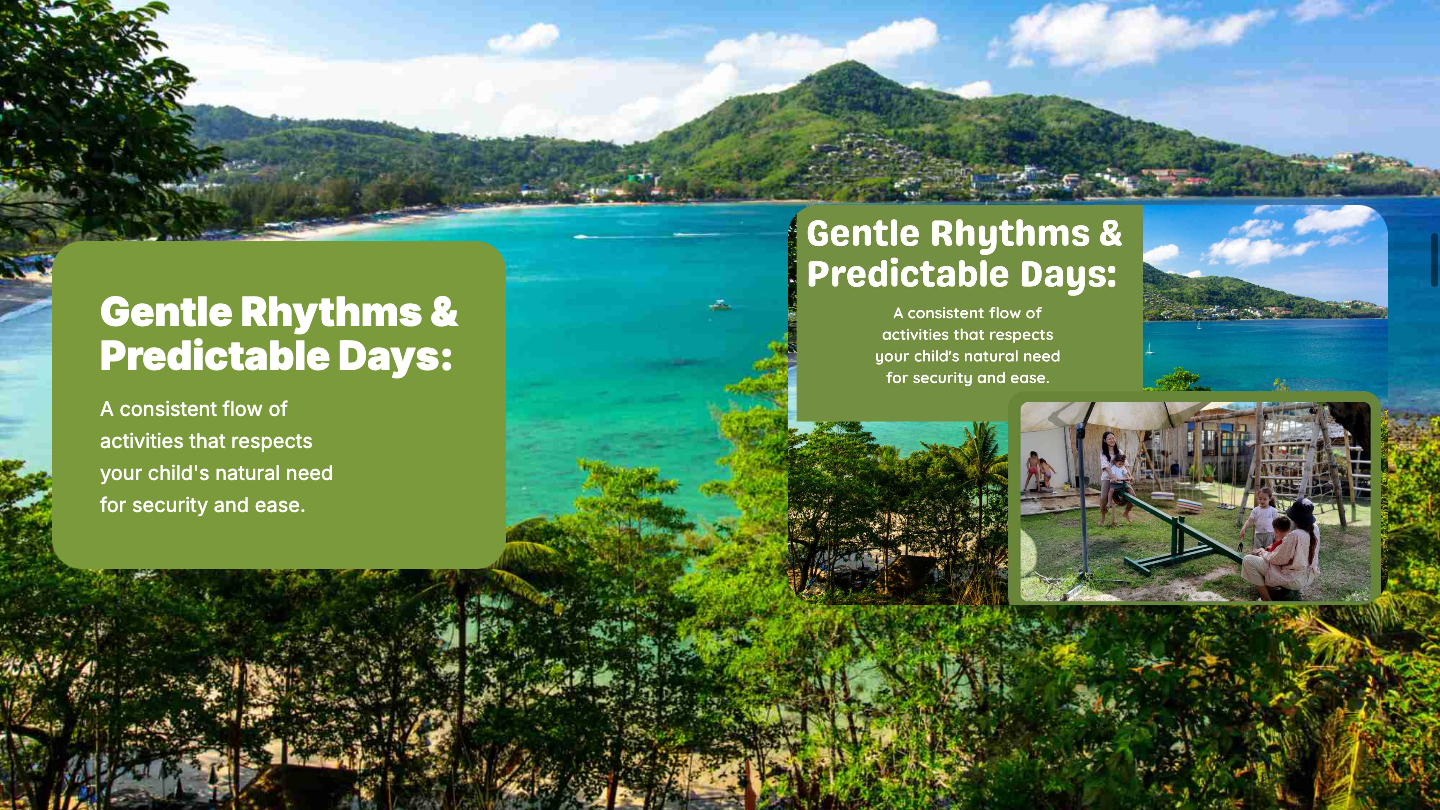 Gentle Rhythms &
Predictable Days:
A consistent flow of
activities that respects
your child's natural need
for security and ease.
Gentle Rhythms &
Predictable Days:
A consistent flow of
activities that respects
your child's natural need
for security and ease.